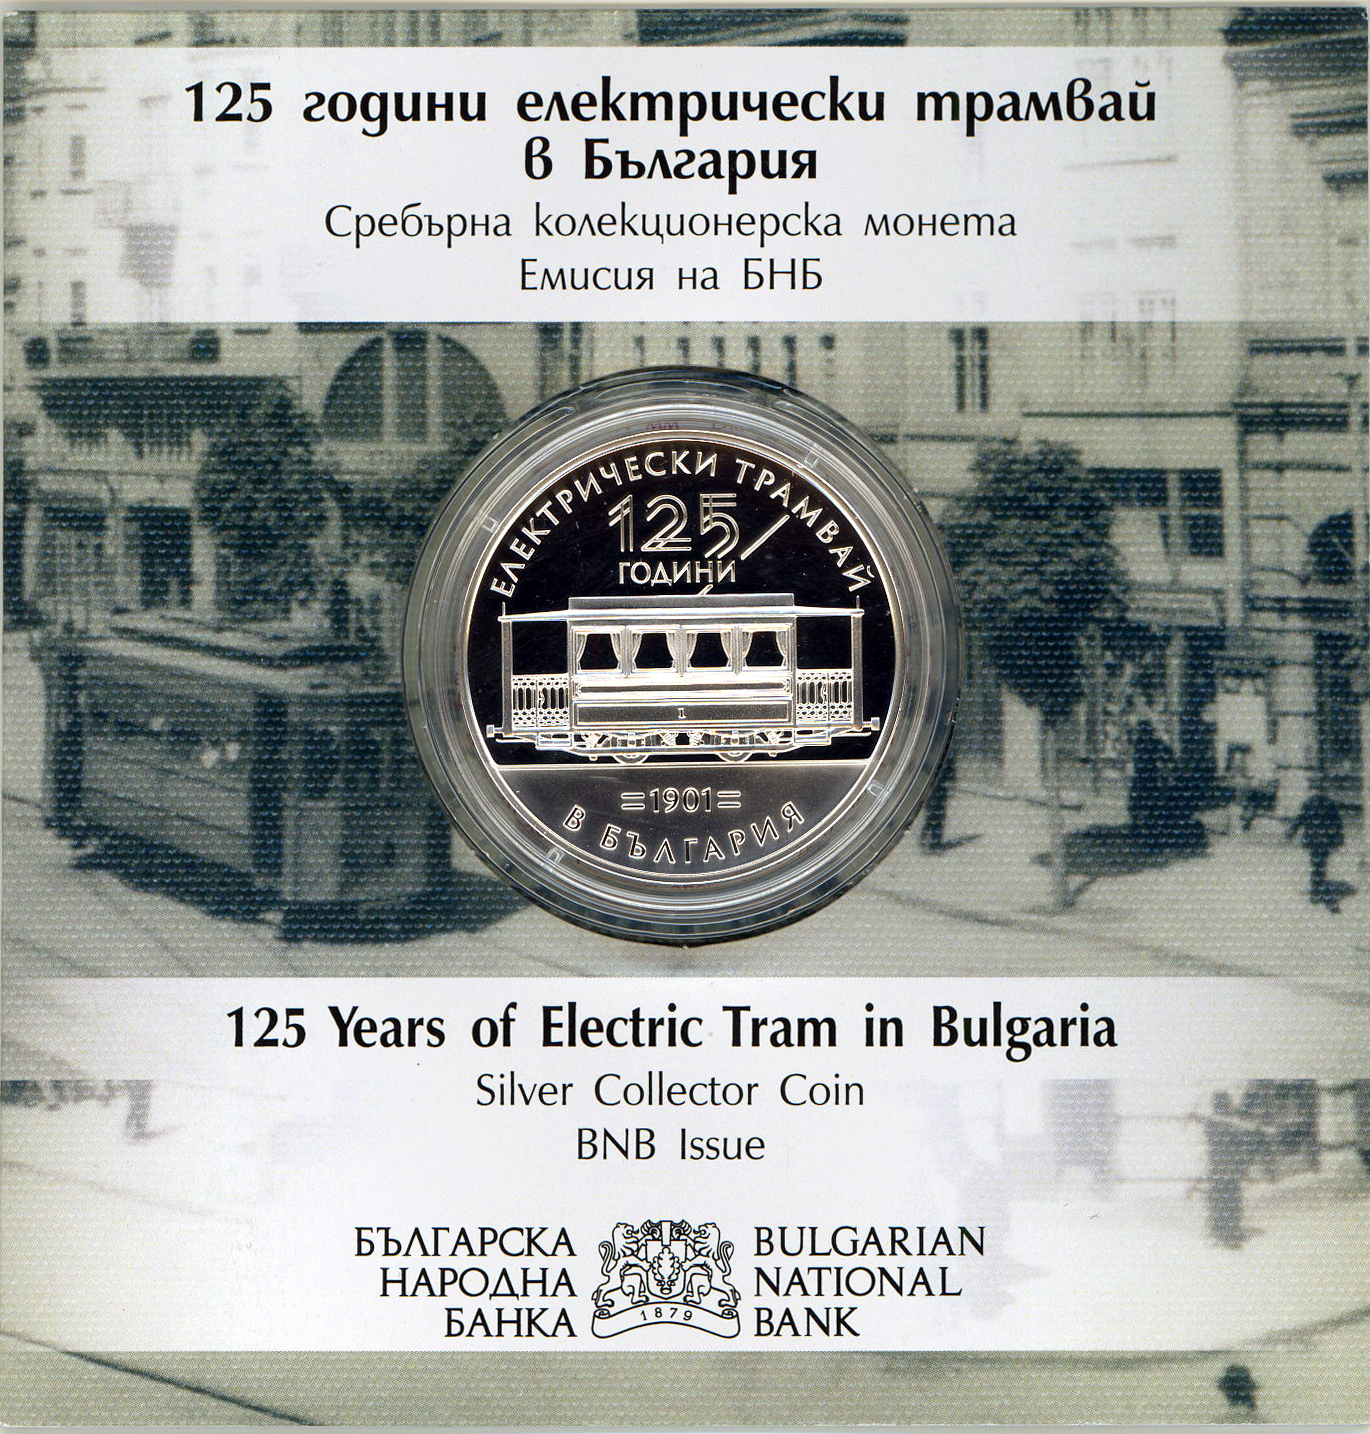 125 години електрически трамвай
в България
Сребърна колекционерска монета
Емисия на БНБ
ЕЛЕКТРИЧЕСКИ ТРАМВАЙ
125
ГОДИНИ
I
=1901=
В БЪЛГАРИЯ
125 Years of Electric Tram in Bulgaria
Silver Collector Coin
BNB Issue
БЪЛГАРСКА
НАРОДНА
БАНКА
1879
BULGARIAN
NATIONAL
BANK